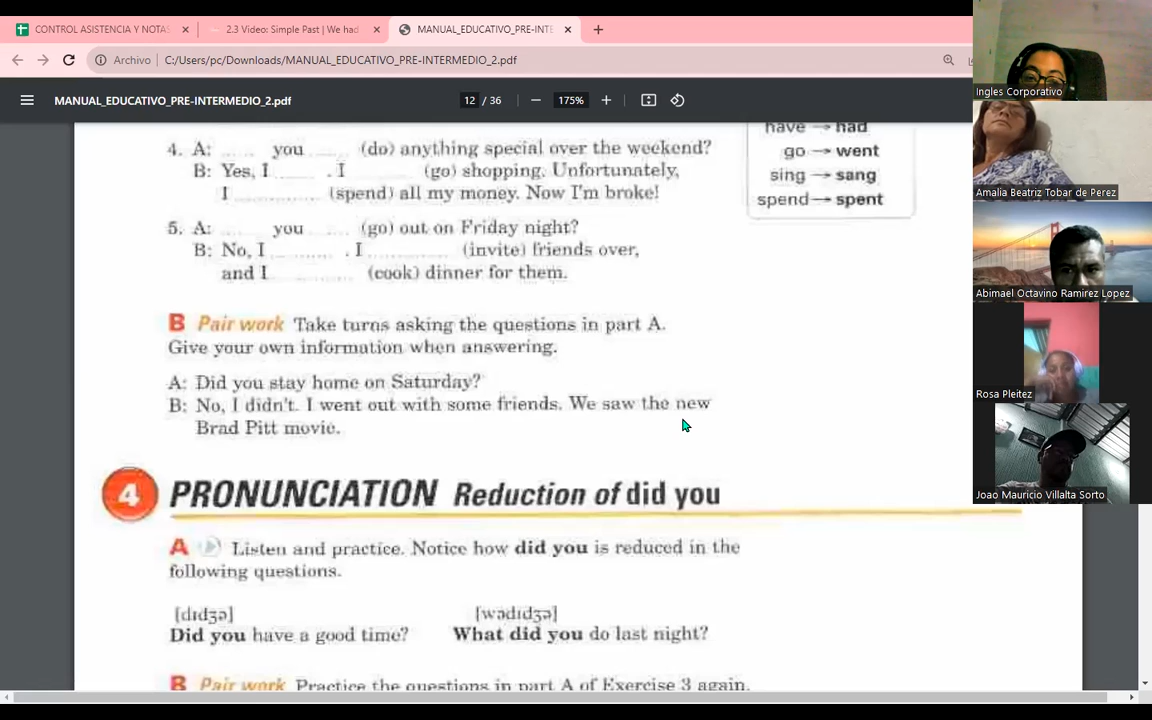 CONTROL ASISTENCIA Y NOTAS
2.3 Video: Simple Past | We had
MANUAL_EDUCATIVO_PRE-INTE
Archivo
C:/Users/pc/Downloads/MANUAL_EDUCATIVO_PRE-INTERMEDIO_2.pdf
MANUAL_EDUCATIVO_PRE-INTERMEDIO_2.pdf
12 / 36
175%
4. A: ...... you ...... (do) anything special over the weekend?
B: Yes, I ........ . I ........ (go) shopping. Unfortunately,
I ............ (spend) all my money. Now I'm broke!
have → had
go → went
sing → sang
spend → spent
5. A: ...... you ...... (go) out on Friday night?
B: No, I ........... . I ............... (invite) friends over,
and I .............. (cook) dinner for them.
B Pair work Take turns asking the questions in part A.
Give your own information when answering.
A: Did you stay home on Saturday?
B: No, I didn't. I went out with some friends. We saw the new
Brad Pitt movie.
4 PRONUNCIATION Reduction of did you
A Listen and practice. Notice how did you is reduced in the
following questions.
[dɪdʒə] [wədɪdʒə]
Did you have a good time? What did you do last night?
B Pair work Practice the questions in part A of Exercise 3 again.
Ingles Corporativo
Amalia Beatriz Tobar de Perez
Abimael Octavino Ramirez Lopez
Rosa Pleitez
Joao Mauricio Villalta Sorto